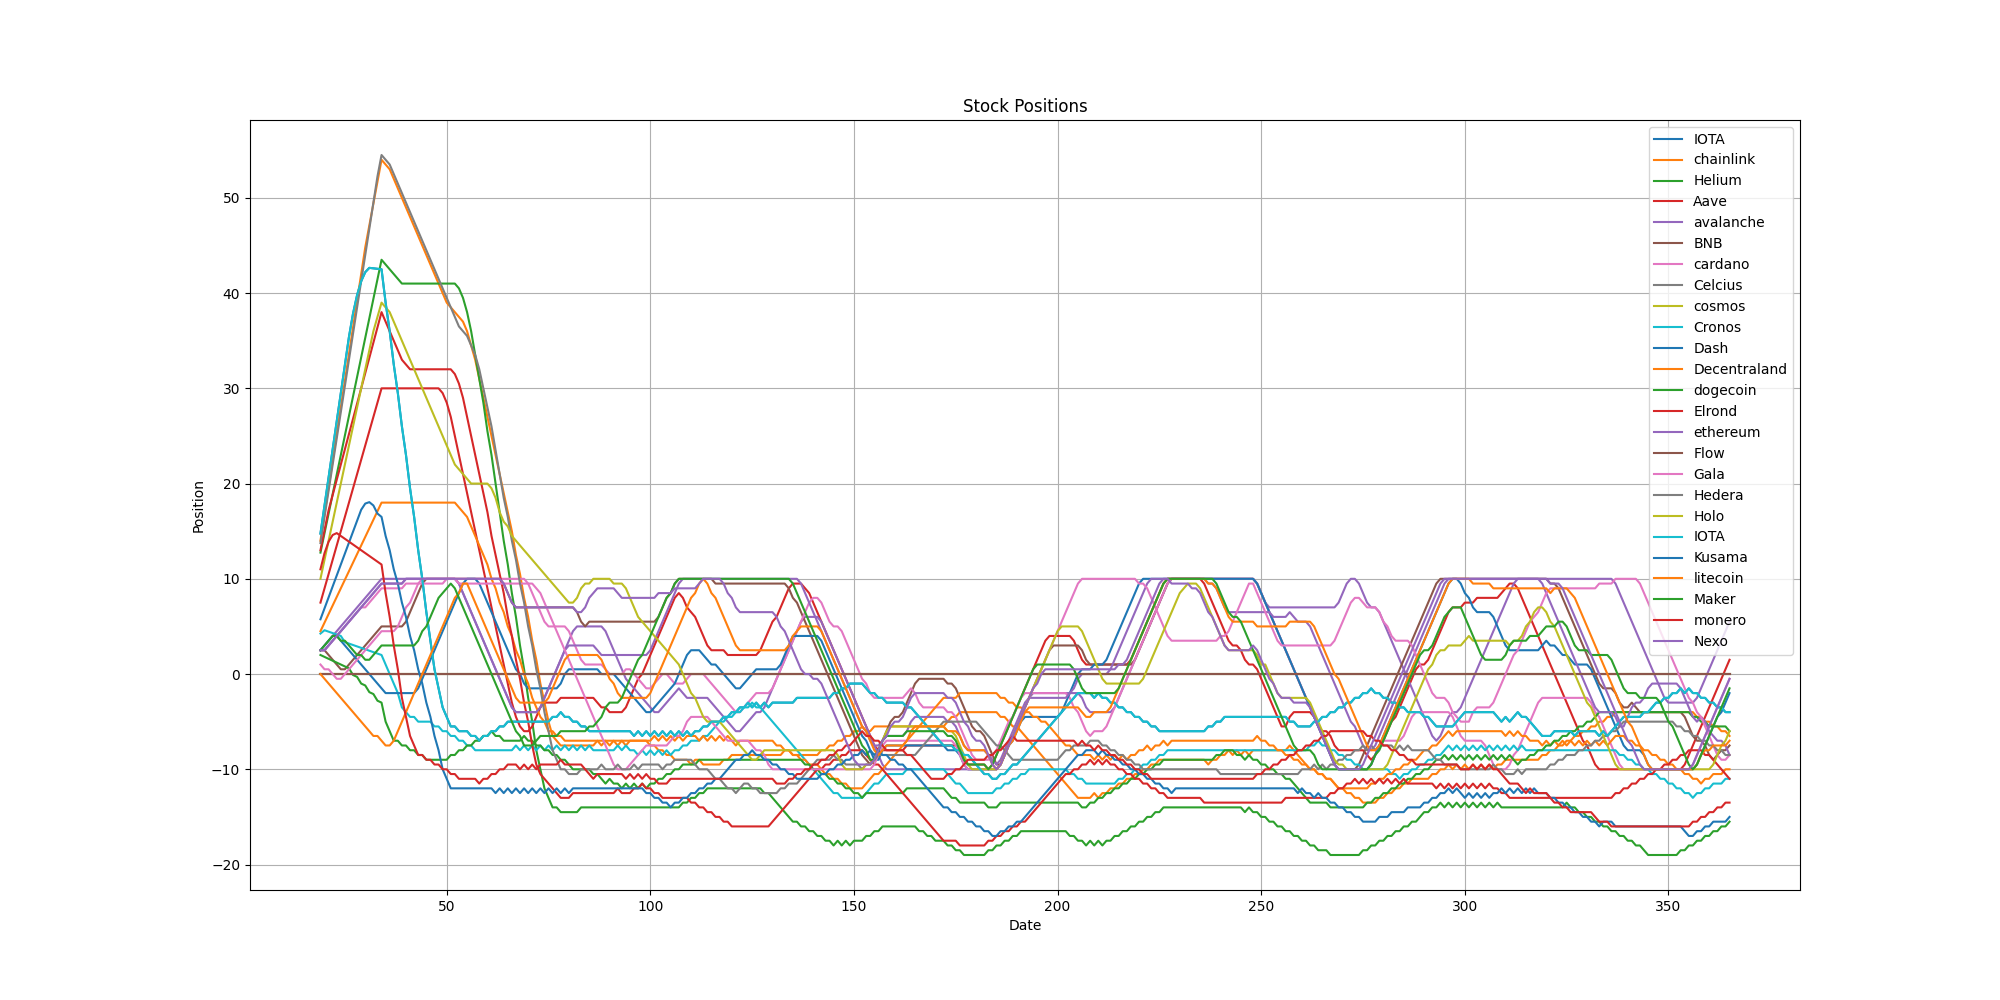 Stock Positions
IOTA
chainlink
Helium
Aave
avalanche
BNB
cardano
Celcius
cosmos
Cronos
Dash
Decentraland
dogecoin
Elrond
ethereum
Flow
Gala
Hedera
Holo
IOTA
Kusama
litecoin
Maker
monero
Nexo
Position
50
40
30
20
10
0
−10
−20
50
100
150
200
250
300
350
Date